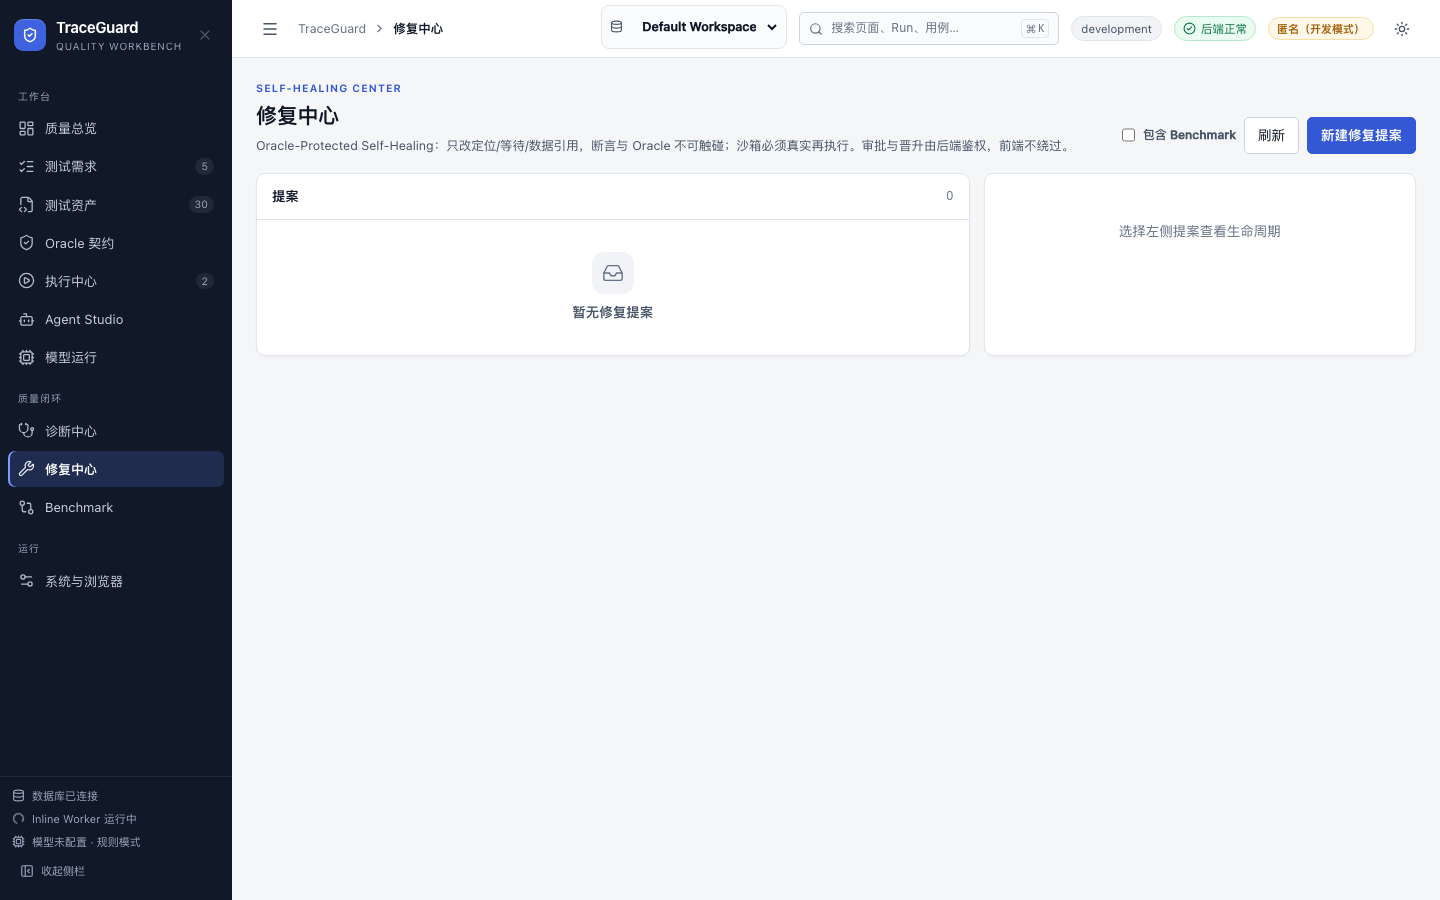 TraceGuard
QUALITY WORKBENCH
工作台
质量总览
测试需求 5
测试资产 30
Oracle 契约
执行中心 2
Agent Studio
模型运行
质量闭环
诊断中心
修复中心
Benchmark
运行
系统与浏览器
数据库已连接
Inline Worker 运行中
模型未配置 · 规则模式
收起侧栏
TraceGuard > 修复中心
Default Workspace
搜索页面、Run、用例... ⌘ K
development
后端正常
匿名（开发模式）
SELF-HEALING CENTER
修复中心
Oracle-Protected Self-Healing：只改定位/等待/数据引用，断言与 Oracle 不可触碰；沙箱必须真实再执行。审批与晋升由后端鉴权，前端不绕过。
包含 Benchmark
刷新
新建修复提案
提案 0
暂无修复提案
选择左侧提案查看生命周期